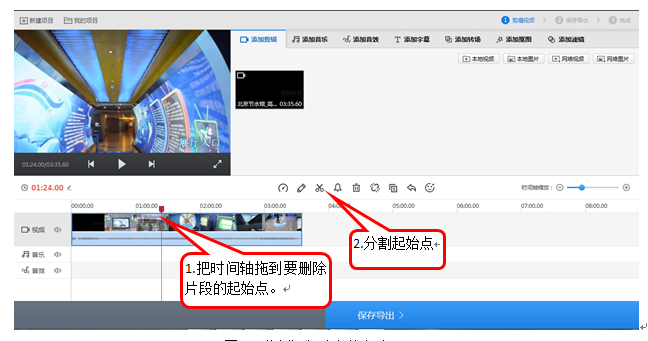 新建项目 我的项目 1 剪辑视频 2 保存导出 3 完成
添加剪辑 添加音乐 添加音效 添加字幕 添加转场 添加抠图 添加滤镜
本地视频 本地图片 网络视频 网络图片
北京节水馆_高... 03:35.60
展厅入口
01:24.00/03:35.60
01:24.00 时间轴缩放:
00:00.00 01:00.00 02:00.00 03:00.00 04:00.00 05:00.00 06:00.00 07:00.00 08:00.00
视频
2.分割起始点
音乐
1.把时间轴拖到要删除
片段的起始点。
音效
保存导出